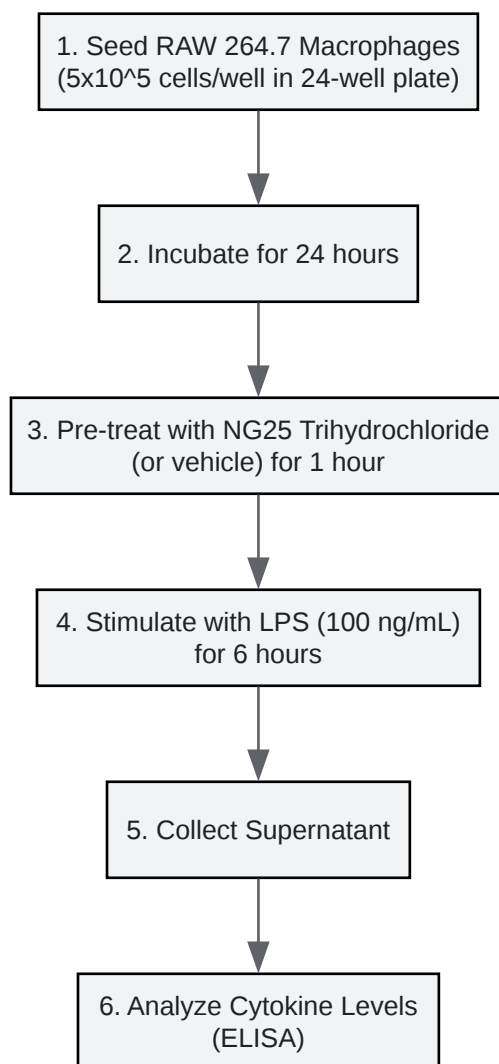 1. Seed RAW 264.7 Macrophages
(5x10^5 cells/well in 24-well plate)
2. Incubate for 24 hours
3. Pre-treat with NG25 Trihydrochloride
(or vehicle) for 1 hour
4. Stimulate with LPS (100 ng/mL)
for 6 hours
5. Collect Supernatant
6. Analyze Cytokine Levels
(ELISA)